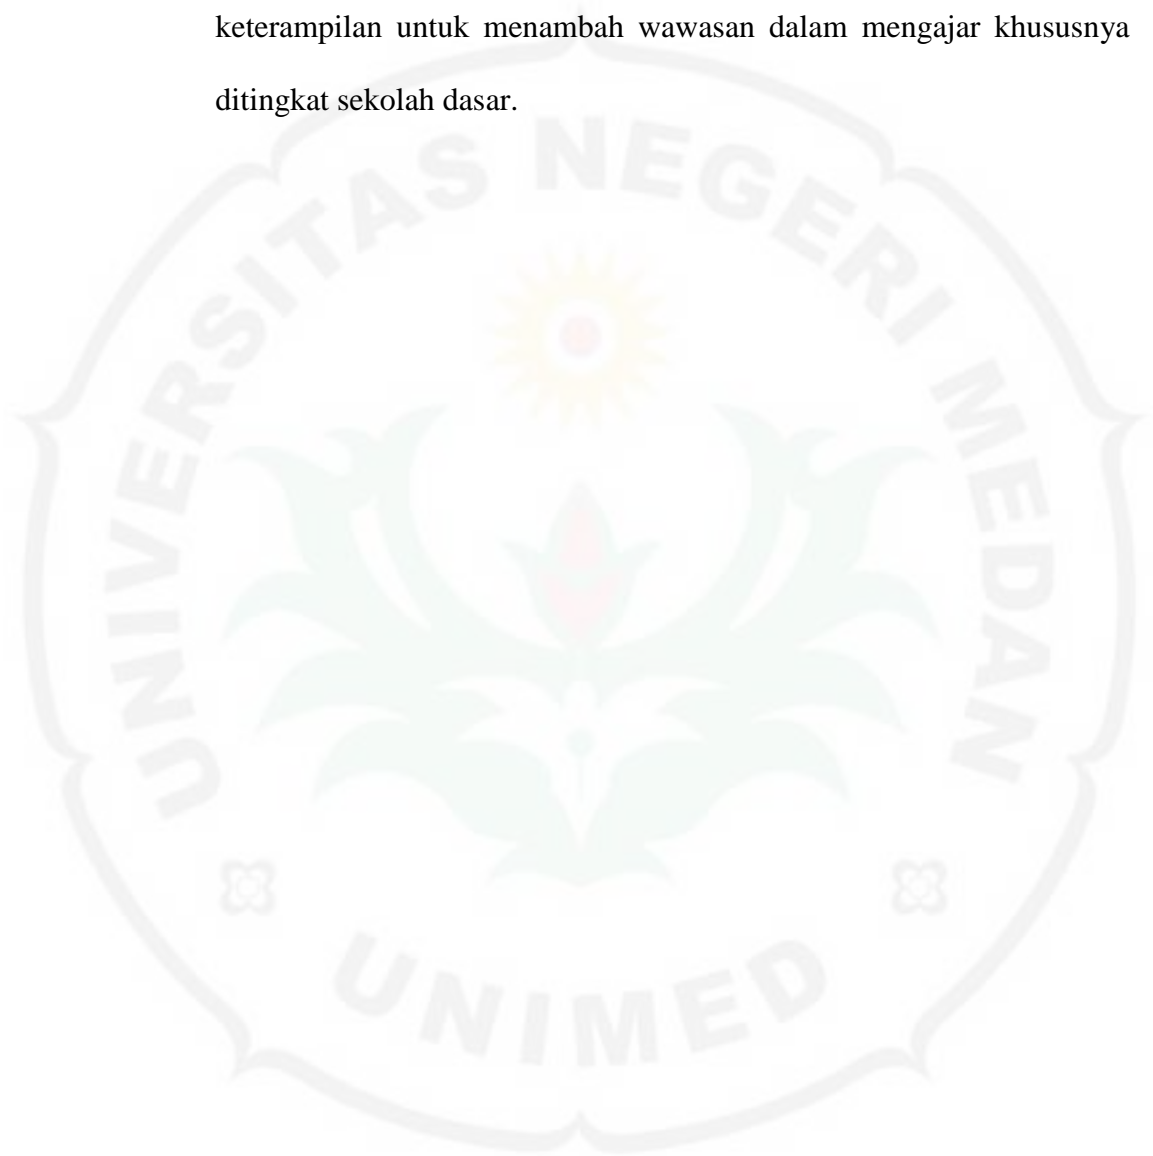 keterampilan untuk menambah wawasan dalam mengajar khususnya
ditingkat sekolah dasar.
UNIVERSITAS NEGERI MEDAN
UNIMED